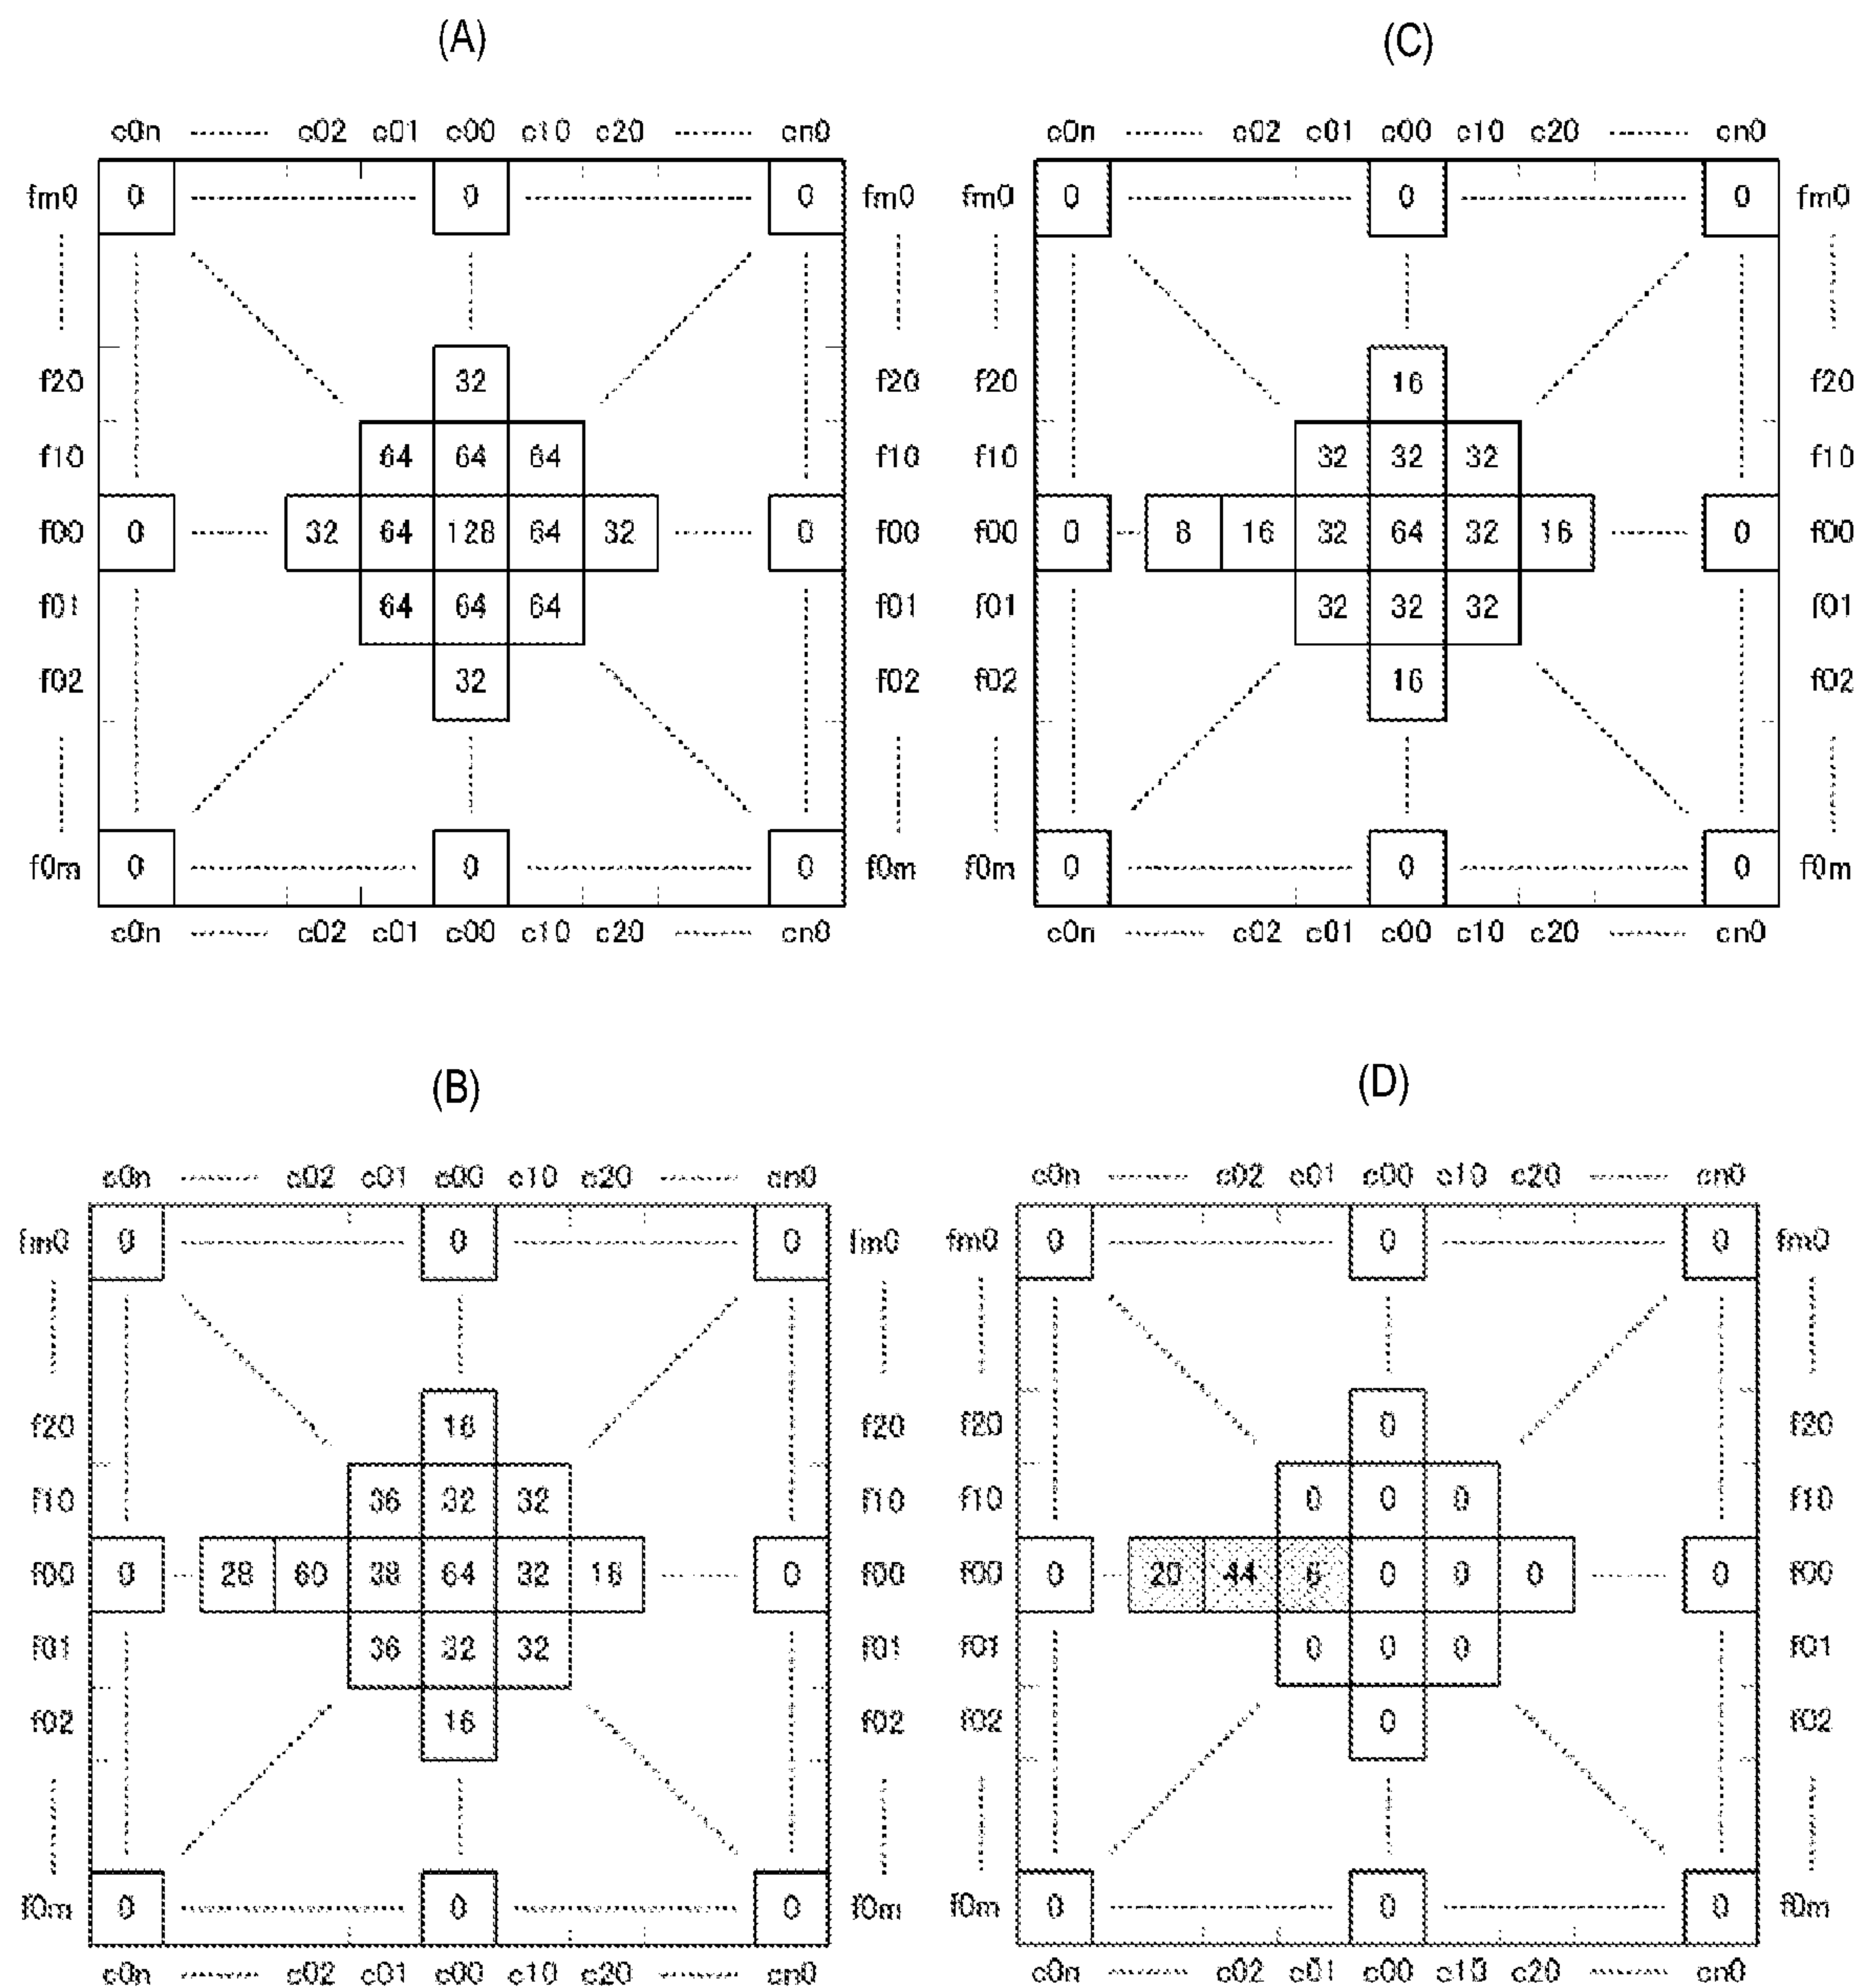 (A) (C)
c0n c02 c01 c00 c10 c20 cn0 c0n c02 c01 c00 c10 c20 cn0
fm0 0 0 0 fm0 fm0 0 0 0 fm0
f20 32 f20 f20 16 f20
f10 64 64 64 f10 f10 32 32 32 f10
f00 0 32 64 128 64 32 0 f00 f00 0 8 16 32 64 32 16 0 f00
f01 64 64 64 f01 f01 32 32 32 f01
f02 32 f02 f02 16 f02
f0m 0 0 0 f0m f0m 0 0 0 f0m
c0n c02 c01 c00 c10 c20 cn0 c0n c02 c01 c00 c10 c20 cn0
(B) (D)
c0n c02 c01 c00 c10 c20 cn0 c0n c02 c01 c00 c10 c20 cn0
fm0 0 0 0 fm0 fm0 0 0 0 fm0
f20 16 f20 f20 0 f20
f10 36 32 32 f10 f10 0 0 0 f10
f00 0 28 60 38 64 32 16 0 f00 f00 0 20 44 6 0 0 0 0 f00
f01 36 32 32 f01 f01 0 0 0 f01
f02 16 f02 f02 0 f02
f0m 0 0 0 f0m f0m 0 0 0 f0m
c0n c02 c01 c00 c10 c20 cn0 c0n c02 c01 c00 c10 c20 cn0